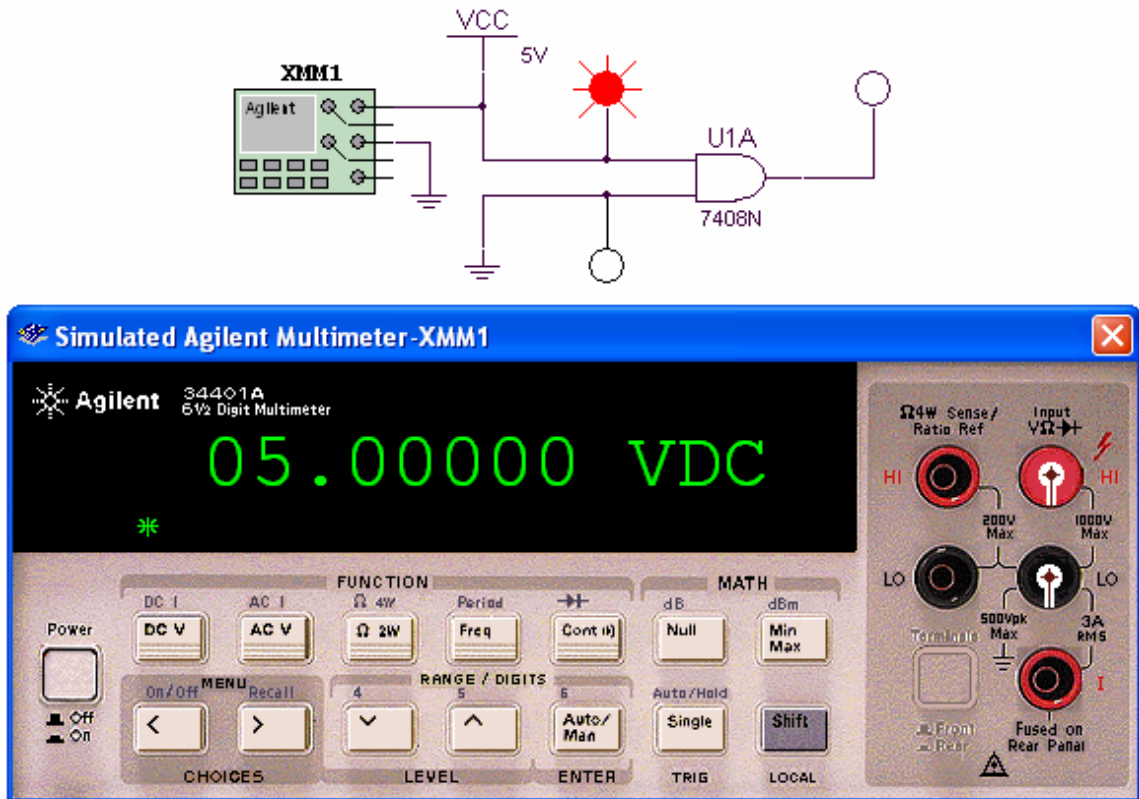 VCC
5V
XMM1
Agilent
U1A
7408N
Simulated Agilent Multimeter-XMM1
Agilent
34401A
6½ Digit Multimeter
05.00000 VDC
Ω4W Sense/
Ratio Ref
Input
VΩ
HI
HI
200V
Max
1000V
Max
LO
LO
500Vpk
Max
3A
RMS
Terminals
I
Front
Rear
Fused on
Rear Panal
Power
Off
On
FUNCTION
MATH
DC I
AC I
Ω 4W
Period
dB
dBm
DC V
AC V
Ω 2W
Freq
Cont
Null
Min
Max
MENU
RANGE / DIGITS
On/Off
Recall
4
5
6
Auto/Hold
<
>
Auto/
Man
Single
Shift
CHOICES
LEVEL
ENTER
TRIG
LOCAL